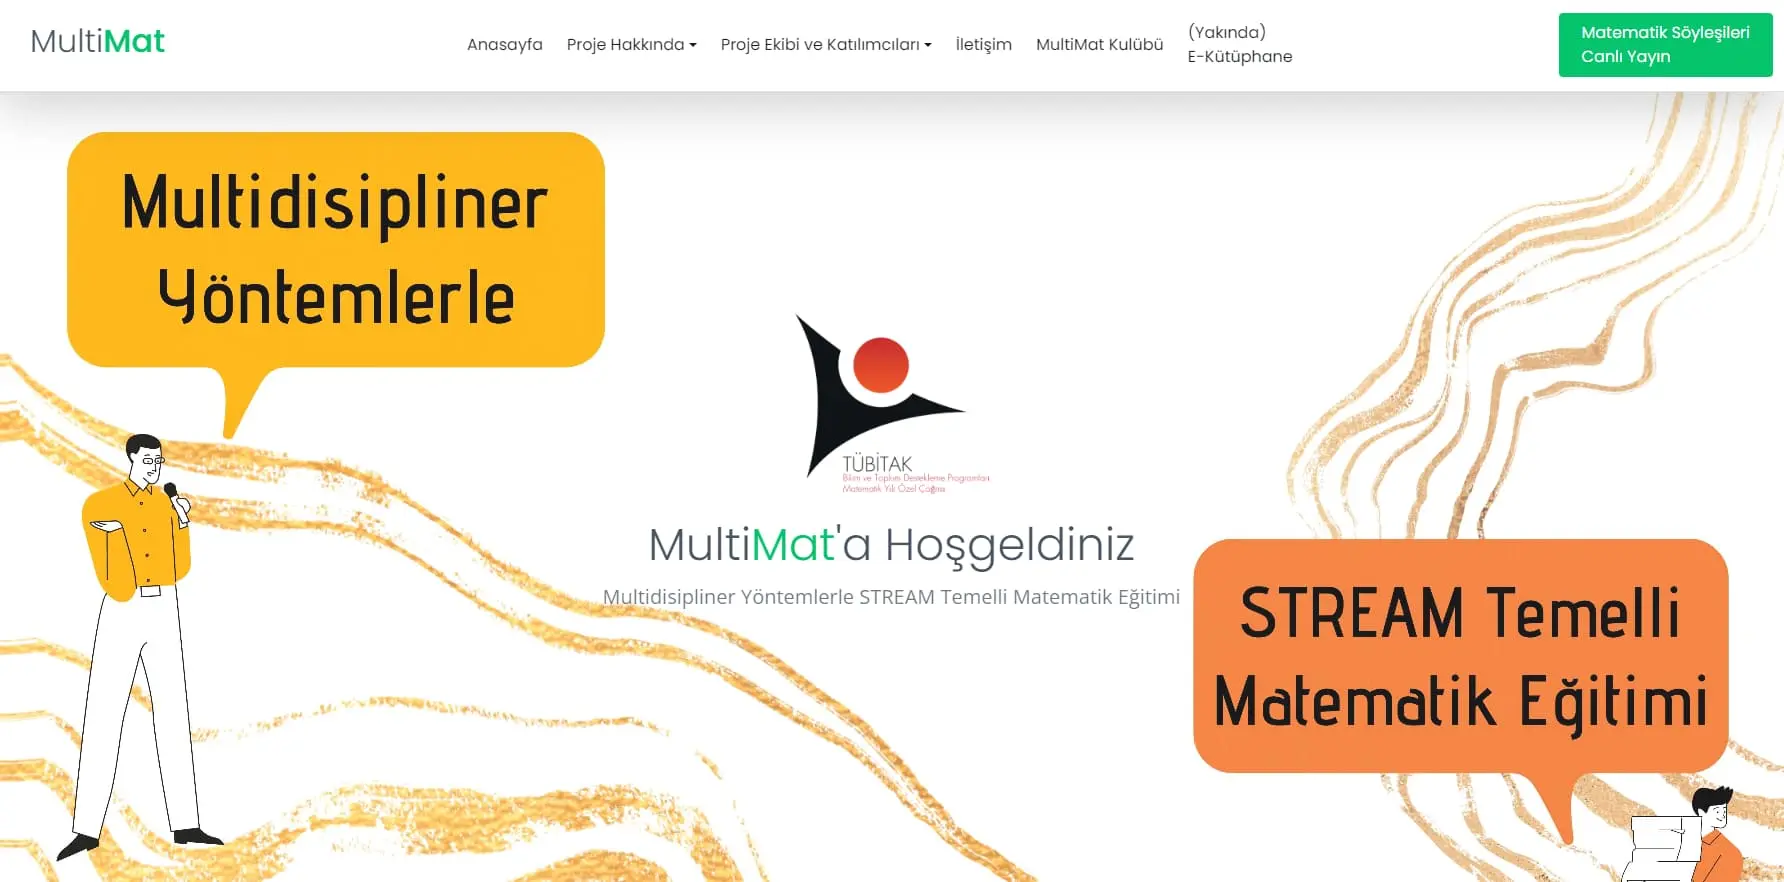 MultiMat
Anasayfa
Proje Hakkında
Proje Ekibi ve Katılımcıları
İletişim
MultiMat Kulübü
(Yakında)
E-Kütüphane
Matematik Söyleşileri
Canlı Yayın
Multidisipliner
Yöntemlerle
TÜBİTAK
Bilim ve Toplum Destekleme Programları
Matematik Yılı Özel Çağrısı
MultiMat'a Hoşgeldiniz
Multidisipliner Yöntemlerle STREAM Temelli Matematik Eğitimi
STREAM Temelli
Matematik Eğitimi